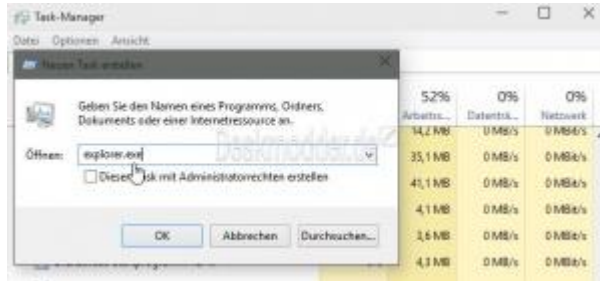 Task-Manager
Datei Optionen Ansicht
Neuen Task erstellen
Geben Sie den Namen eines Programms, Ordners,
Dokuments oder einer Internetressource an.
Öffnen: explorer.exe
Diesen Task mit Administratorrechten erstellen
OK Abbrechen Durchsuchen...
52% 0% 0%
Arbeitss... Datenträ... Netzwerk
14,2 MB 0 MB/s 0 MBit/s
35,1 MB 0 MB/s 0 MBit/s
41,1 MB 0 MB/s 0 MBit/s
4,1 MB 0 MB/s 0 MBit/s
3,6 MB 0 MB/s 0 MBit/s
4,3 MB 0 MB/s 0 MBit/s
Deskmodder.de